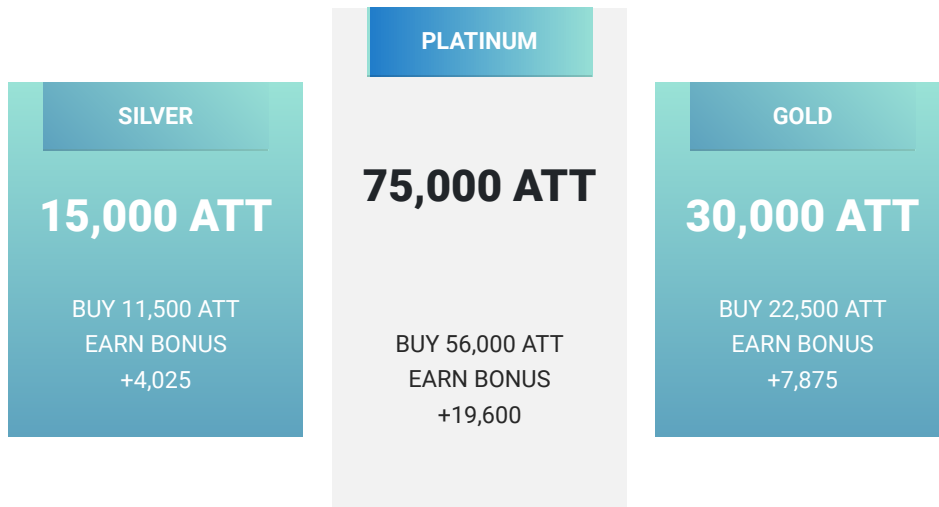 SILVER
15,000 ATT
BUY 11,500 ATT
EARN BONUS
+4,025
PLATINUM
75,000 ATT
BUY 56,000 ATT
EARN BONUS
+19,600
GOLD
30,000 ATT
BUY 22,500 ATT
EARN BONUS
+7,875